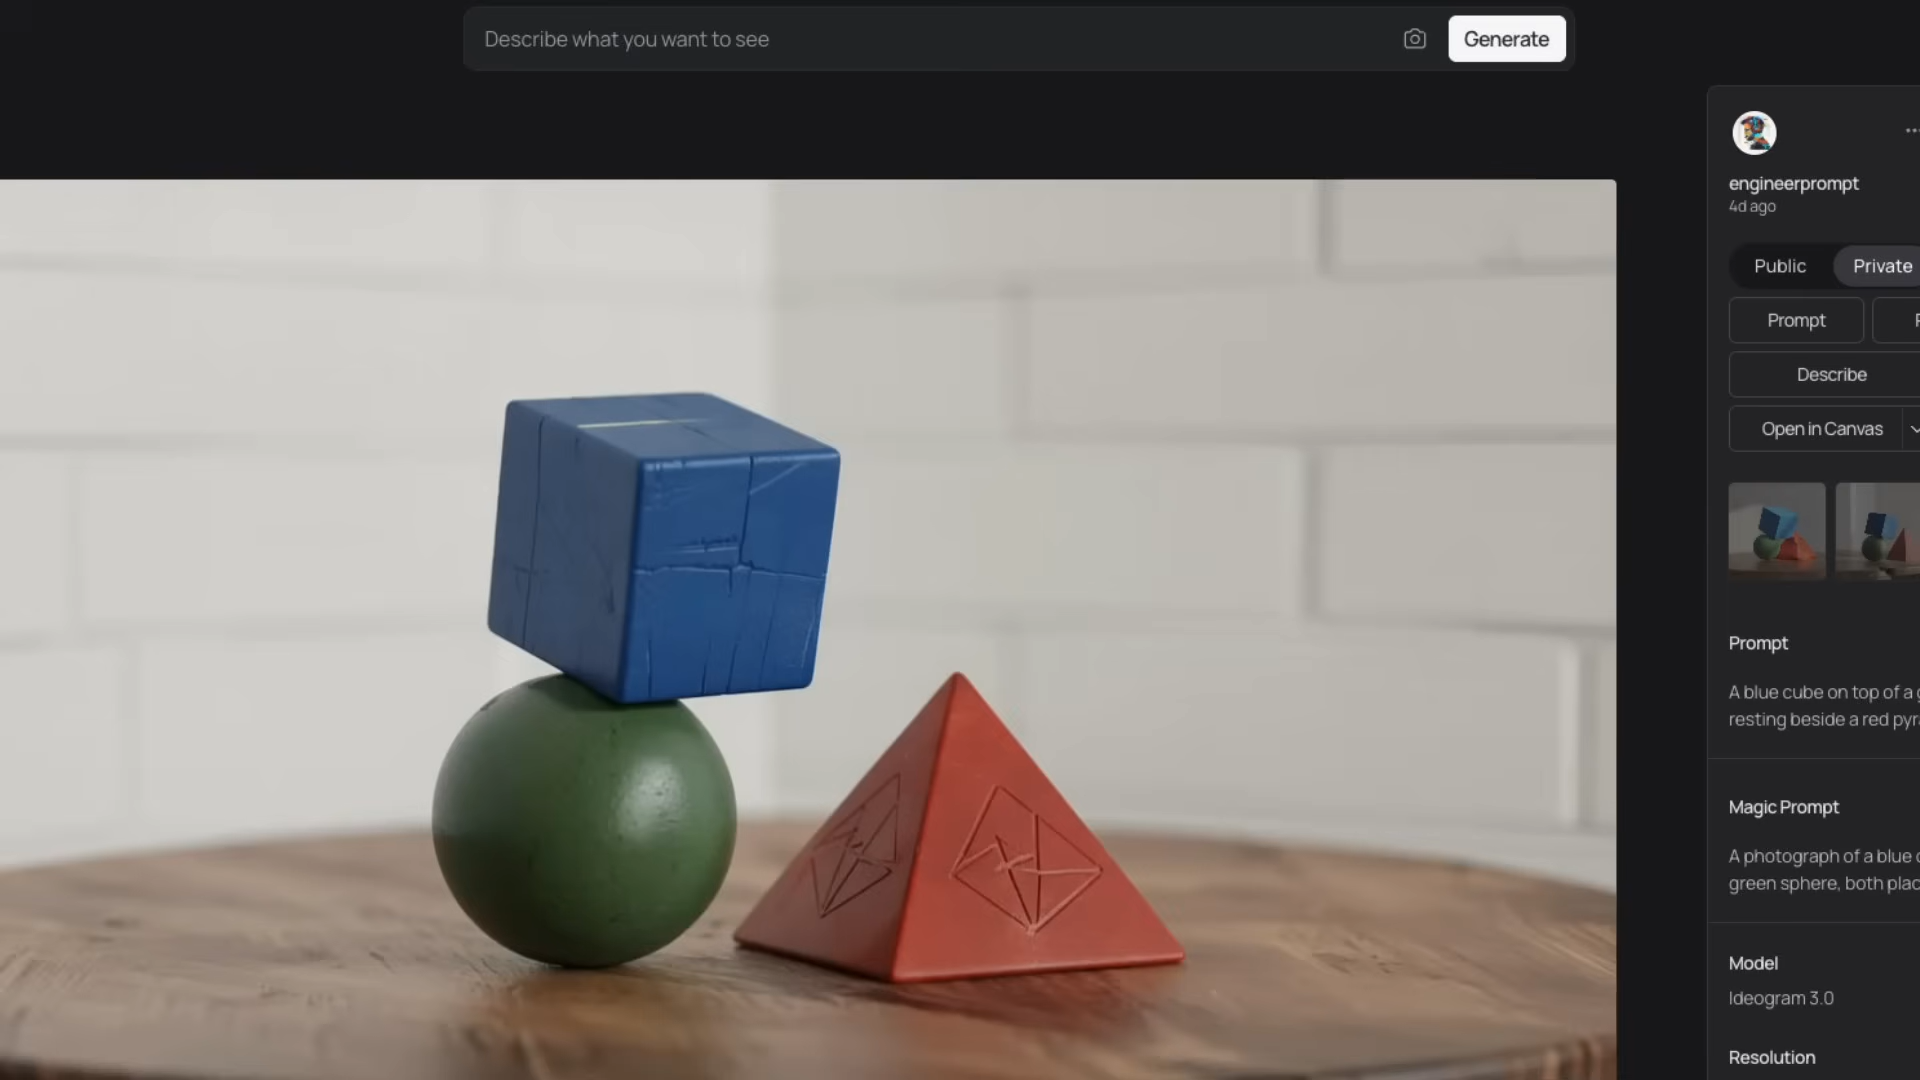 Describe what you want to see
Generate
engineerprompt
4d ago
Public
Private
Prompt
Describe
Open in Canvas
Prompt
A blue cube on top of a
resting beside a red
Magic Prompt
A photograph of a blue
green sphere, both
Model
Ideogram 3.0
Resolution